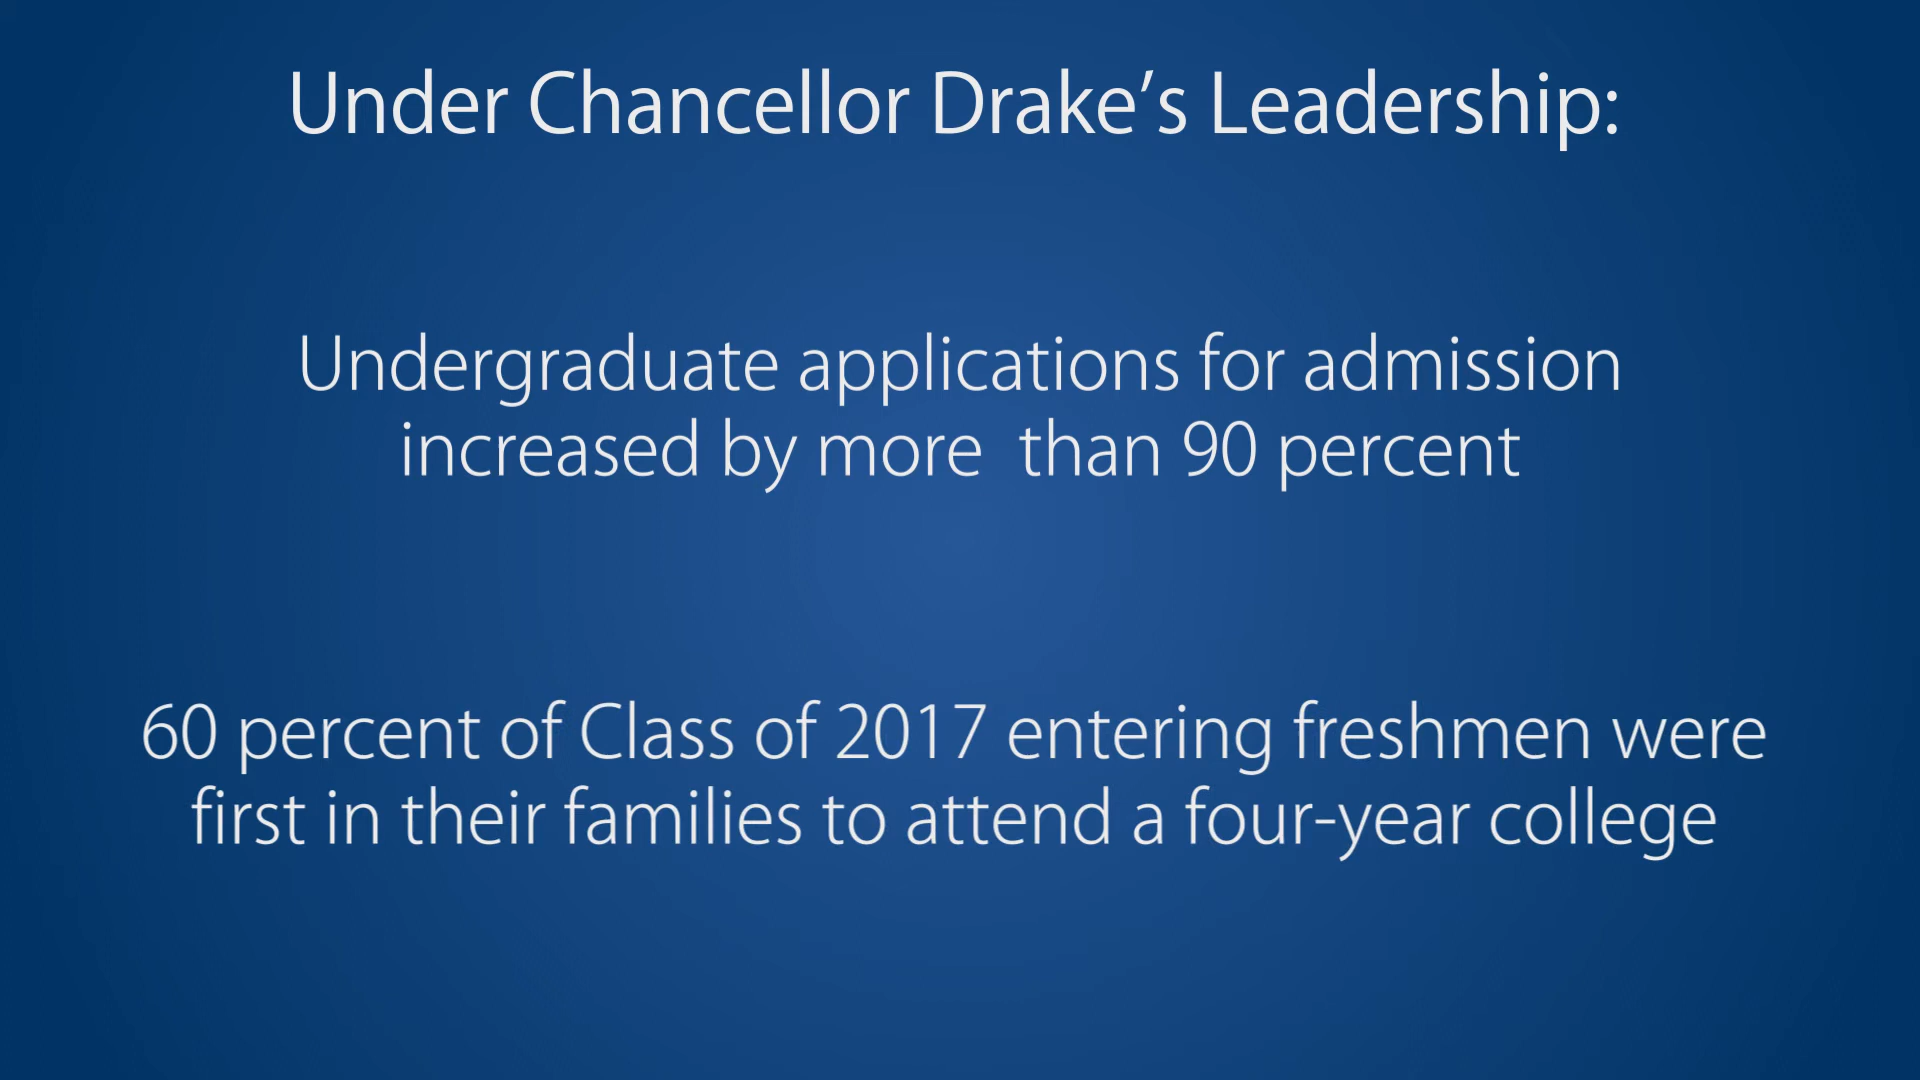 Under Chancellor Drake’s Leadership:
Undergraduate applications for admission
increased by more  than 90 percent
60 percent of Class of 2017 entering freshmen were
first in their families to attend a four-year college